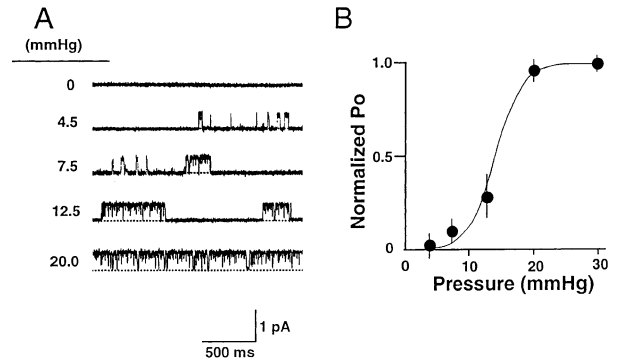 A
(mmHg)
0
4.5
7.5
12.5
20.0
1 pA
500 ms
B
Normalized Po
1.0
0.5
0
0 10 20 30
Pressure (mmHg)